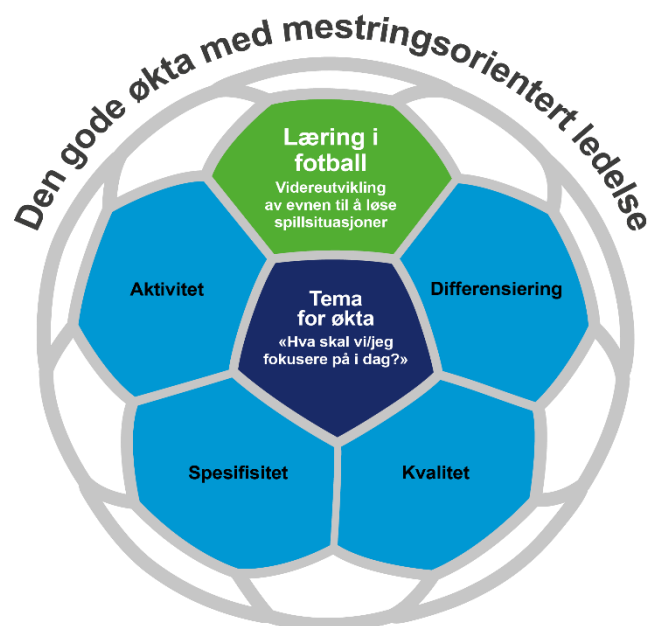 Den gode økta med mestringsorientert ledelse
Læring i
fotball
Videreutvikling
av evnen til å løse
spillsituasjoner
Aktivitet
Tema
for økta
«Hva skal vi/jeg
fokusere på i dag?»
Differensiering
Spesifisitet
Kvalitet